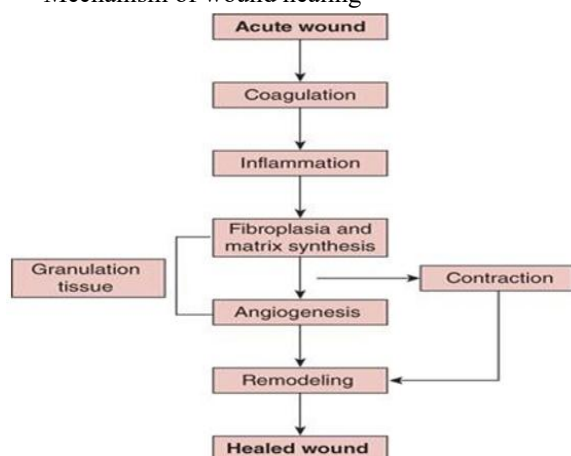 Mechanism of wound healing
Acute wound
Coagulation
Inflammation
Fibroplasia and
matrix synthesis
Granulation
tissue
Contraction
Angiogenesis
Remodeling
Healed wound